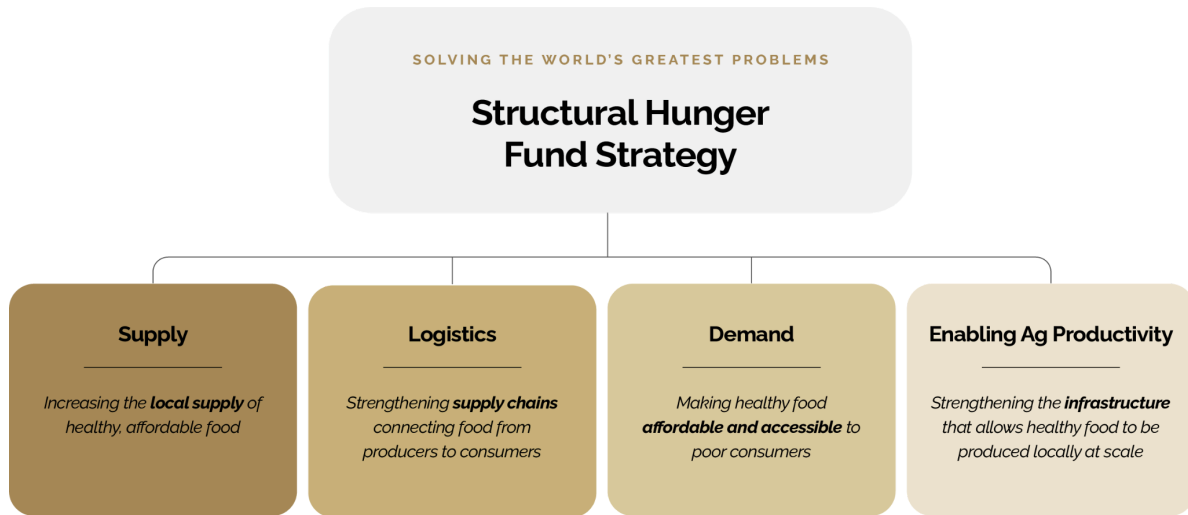 SOLVING THE WORLD'S GREATEST PROBLEMS
Structural Hunger
Fund Strategy
Supply
Increasing the local supply of
healthy, affordable food
Logistics
Strengthening supply chains
connecting food from
producers to consumers
Demand
Making healthy food
affordable and accessible to
poor consumers
Enabling Ag Productivity
Strengthening the infrastructure
that allows healthy food to be
produced locally at scale